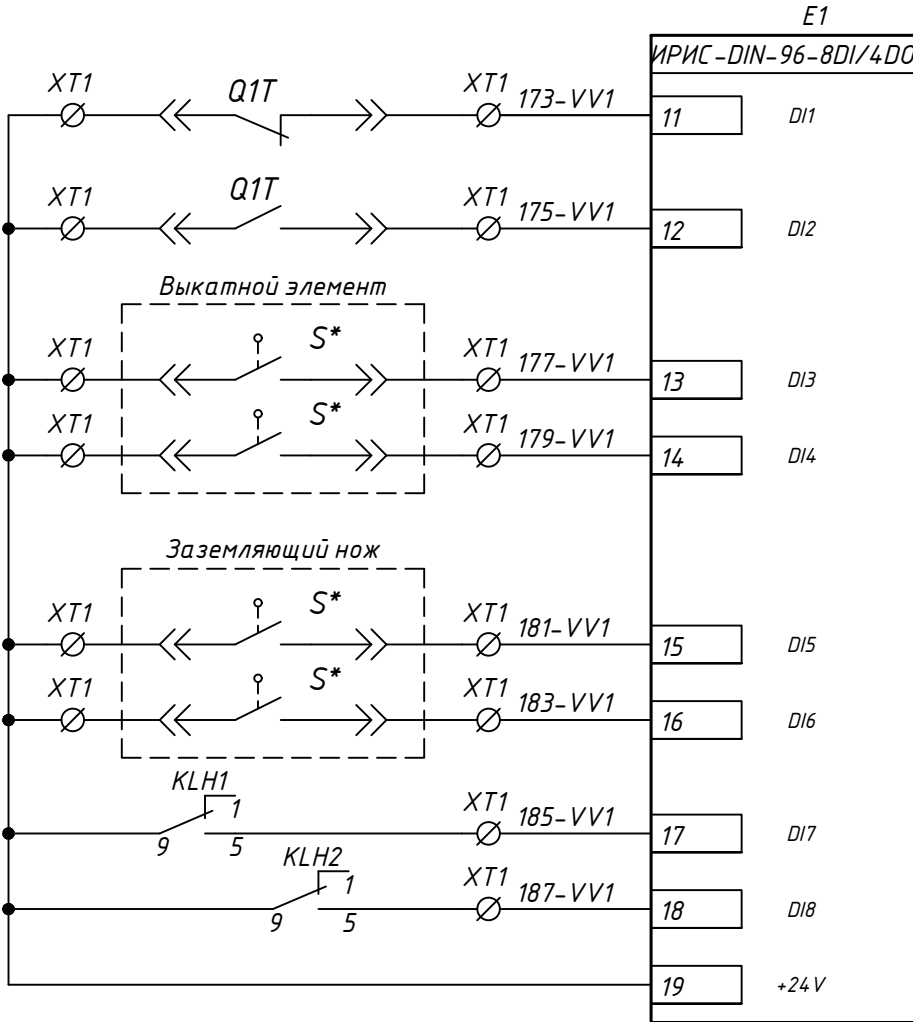 E1
ИРИС-DIN-96-8DI/4DO
XT1 Q1T XT1 173-VV1 11 DI1
XT1 Q1T XT1 175-VV1 12 DI2
Выкатной элемент
XT1 S* XT1 177-VV1 13 DI3
XT1 S* XT1 179-VV1 14 DI4
Заземляющий нож
XT1 S* XT1 181-VV1 15 DI5
XT1 S* XT1 183-VV1 16 DI6
KLH1 1 9 5 XT1 185-VV1 17 DI7
KLH2 1 9 5 XT1 187-VV1 18 DI8
19 +24V